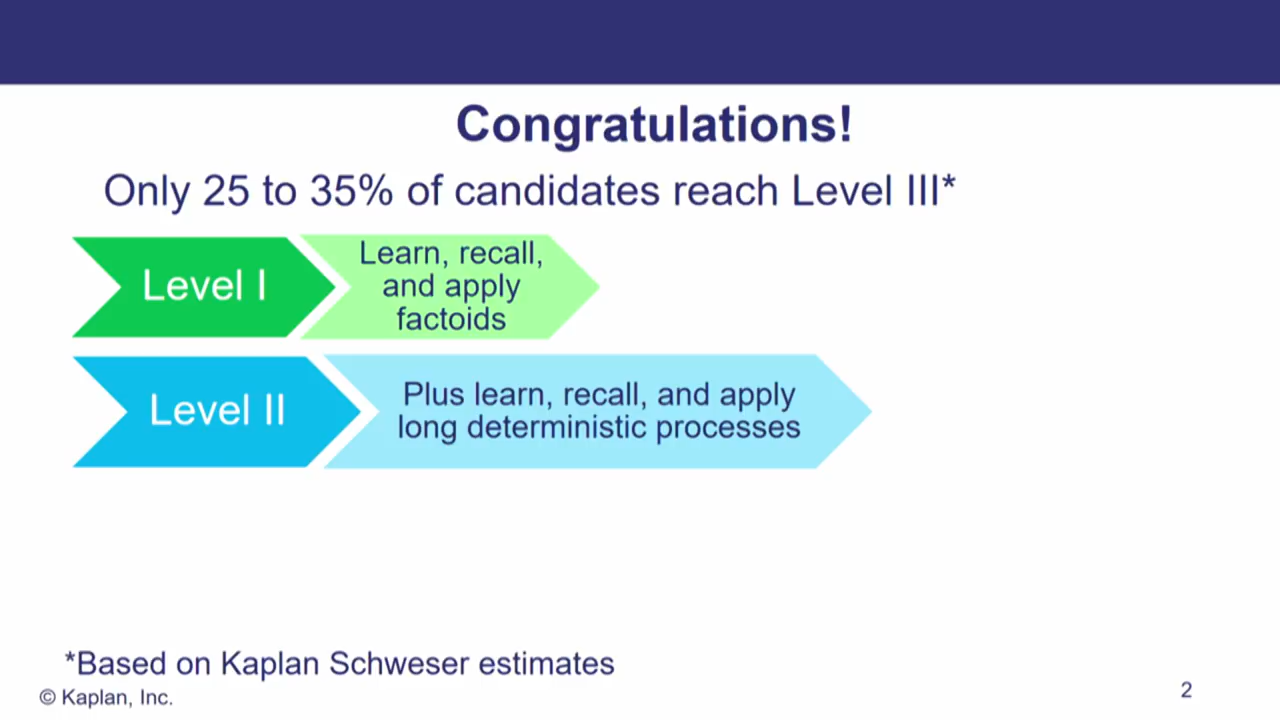 Congratulations!
Only 25 to 35% of candidates reach Level III*
Level I
Learn, recall,
and apply
factoids
Level II
Plus learn, recall, and apply
long deterministic processes
*Based on Kaplan Schweser estimates
© Kaplan, Inc.
2